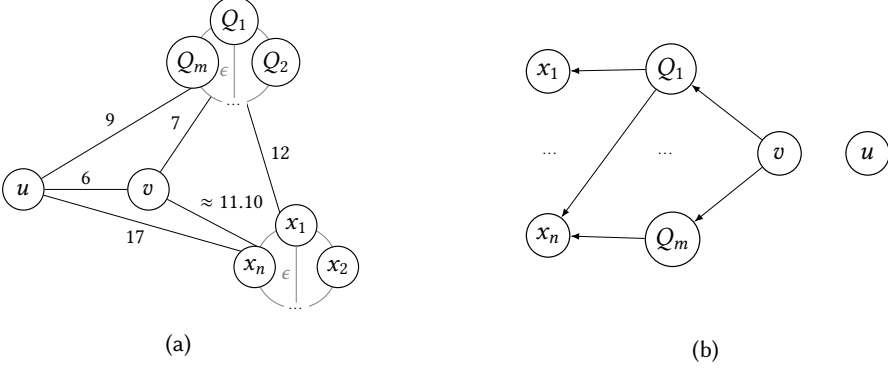 Q1
Qm
ϵ
Q2
...
9
7
12
u
6
v
≈ 11.10
17
x1
xn
ϵ
x2
...
(a)
x1
Q1
...
...
v
u
xn
Qm
(b)